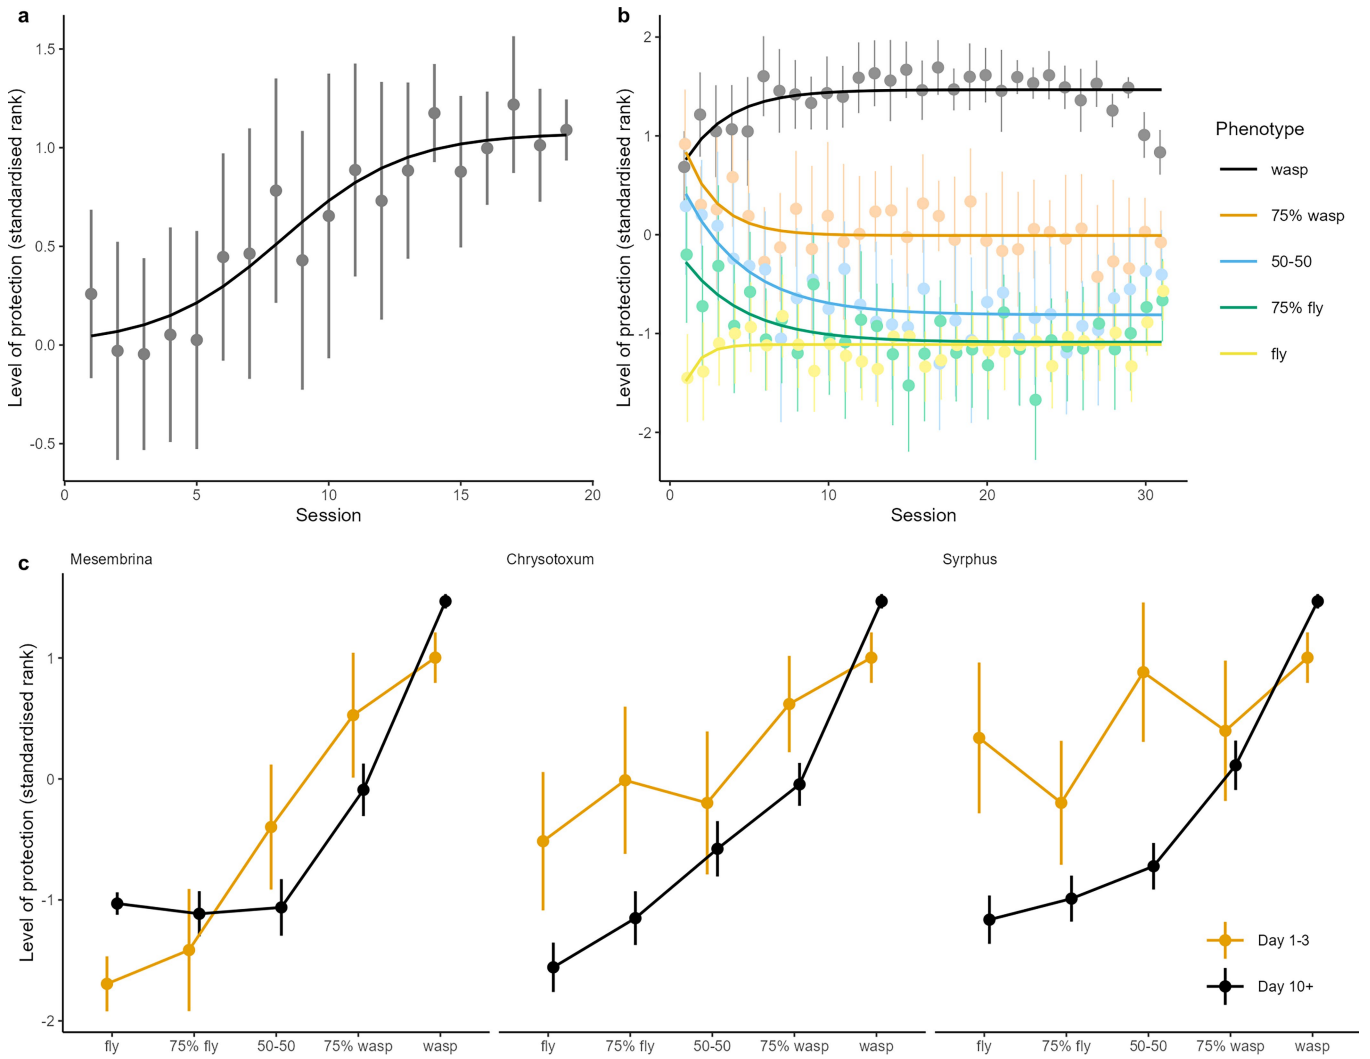 a
Level of protection (standardised rank)
1.5
1.0
0.5
0.0
-0.5
0 5 10 15 20
Session
b
Level of protection (standardised rank)
2
1
0
-1
-2
0 10 20 30
Session
Phenotype
wasp
75% wasp
50-50
75% fly
fly
c
Mesembrina Chrysotoxum Syrphus
Level of protection (standardised rank)
1
0
-1
-2
Day 1-3
Day 10+
fly 75% fly 50-50 75% wasp wasp
fly 75% fly 50-50 75% wasp wasp
fly 75% fly 50-50 75% wasp wasp